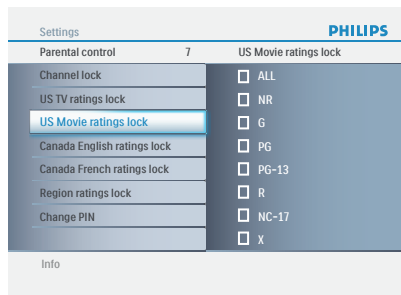 Settings
PHILIPS
Parental control 7
US Movie ratings lock
Channel lock
US TV ratings lock
US Movie ratings lock
Canada English ratings lock
Canada French ratings lock
Region ratings lock
Change PIN
ALL
NR
G
PG
PG-13
R
NC-17
X
Info